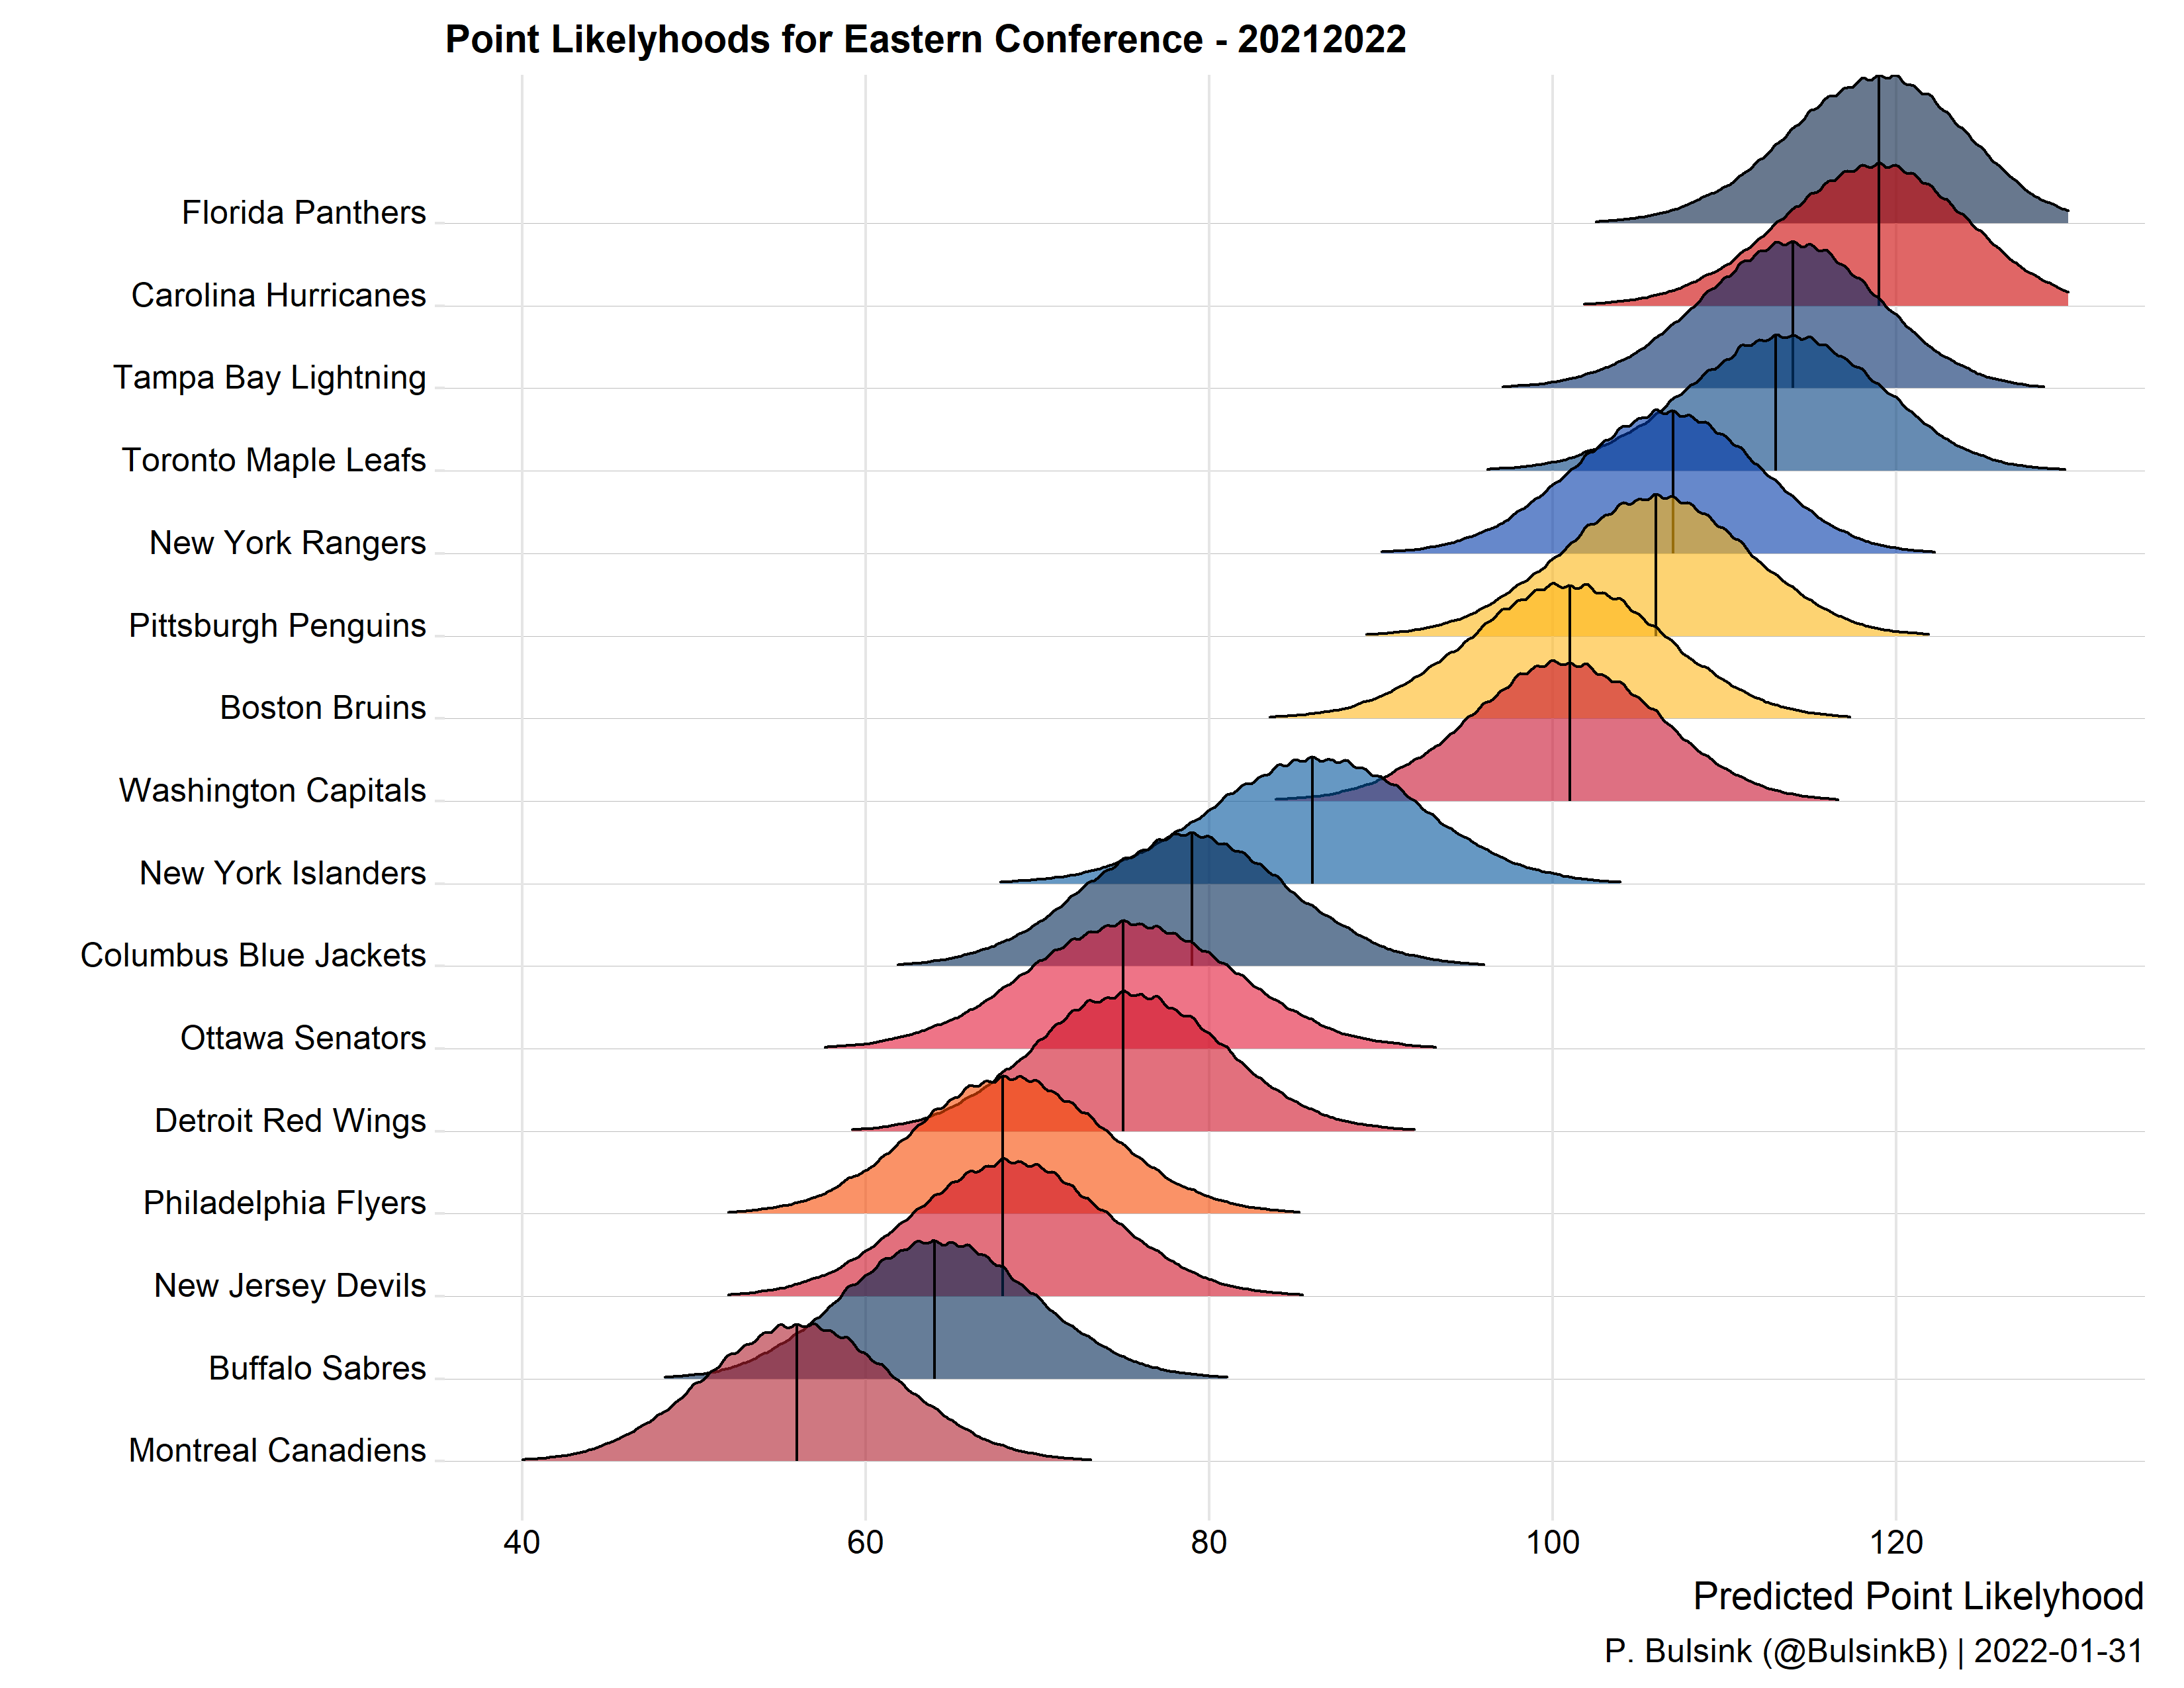 Point Likelyhoods for Eastern Conference - 20212022
Florida Panthers
Carolina Hurricanes
Tampa Bay Lightning
Toronto Maple Leafs
New York Rangers
Pittsburgh Penguins
Boston Bruins
Washington Capitals
New York Islanders
Columbus Blue Jackets
Ottawa Senators
Detroit Red Wings
Philadelphia Flyers
New Jersey Devils
Buffalo Sabres
Montreal Canadiens
40 60 80 100 120
Predicted Point Likelyhood
P. Bulsink (@BulsinkB) | 2022-01-31